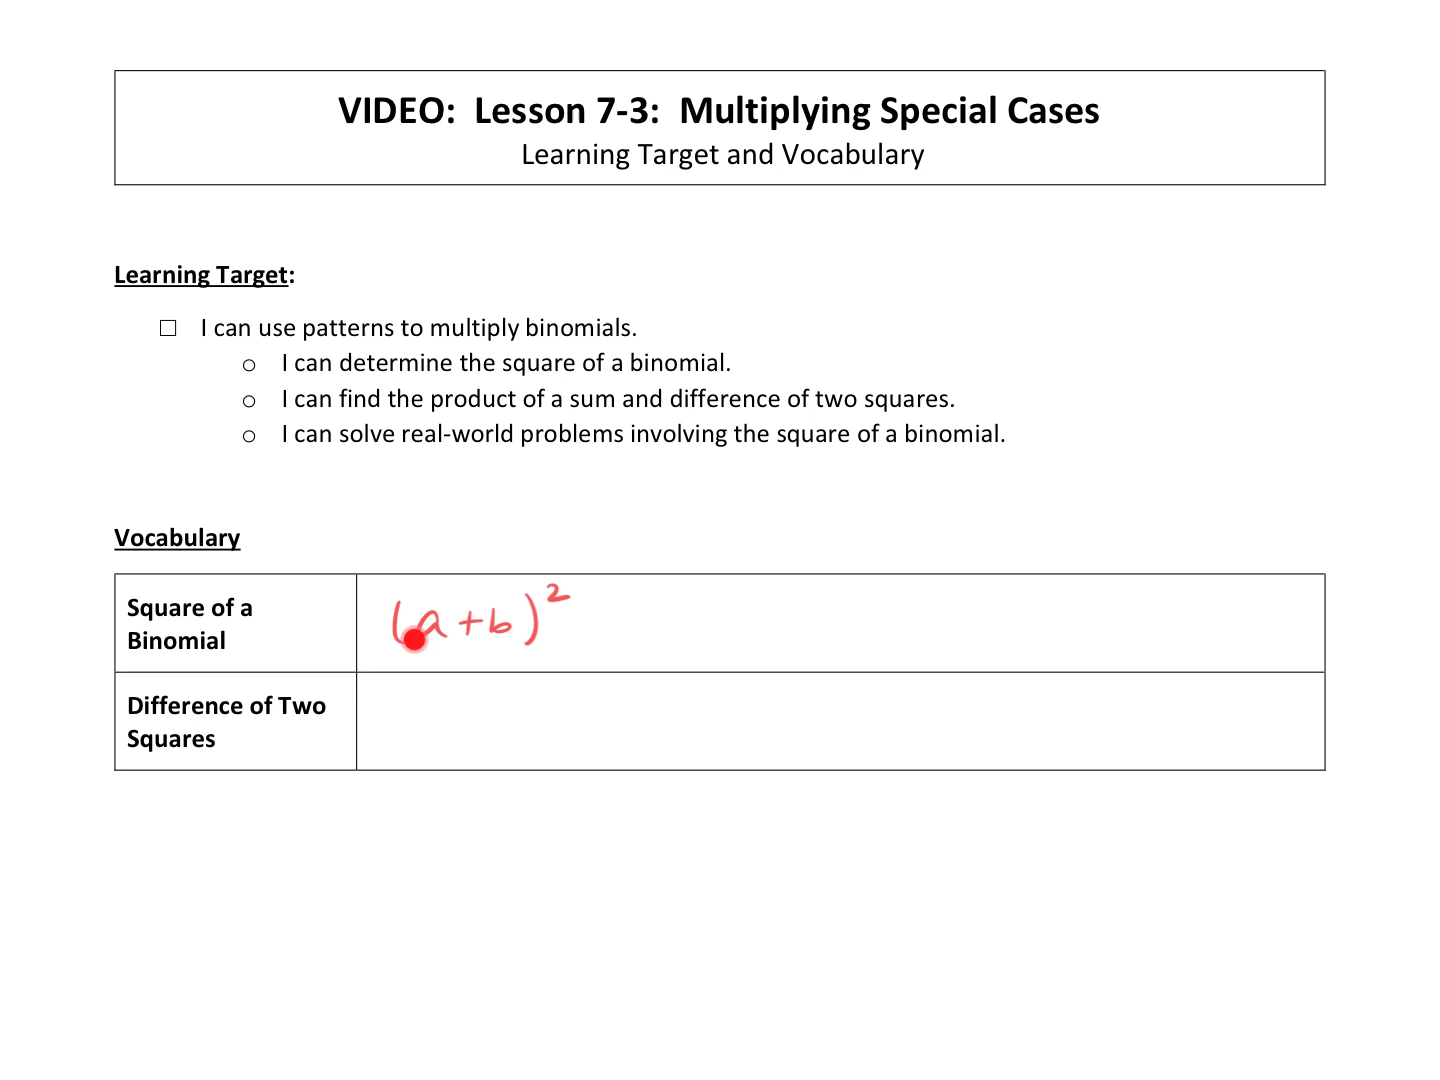 VIDEO: Lesson 7-3: Multiplying Special Cases
Learning Target and Vocabulary
Learning Target:
☐ I can use patterns to multiply binomials.
o I can determine the square of a binomial.
o I can find the product of a sum and difference of two squares.
o I can solve real-world problems involving the square of a binomial.
Vocabulary
Square of a
Binomial
(a+b)²
Difference of Two
Squares